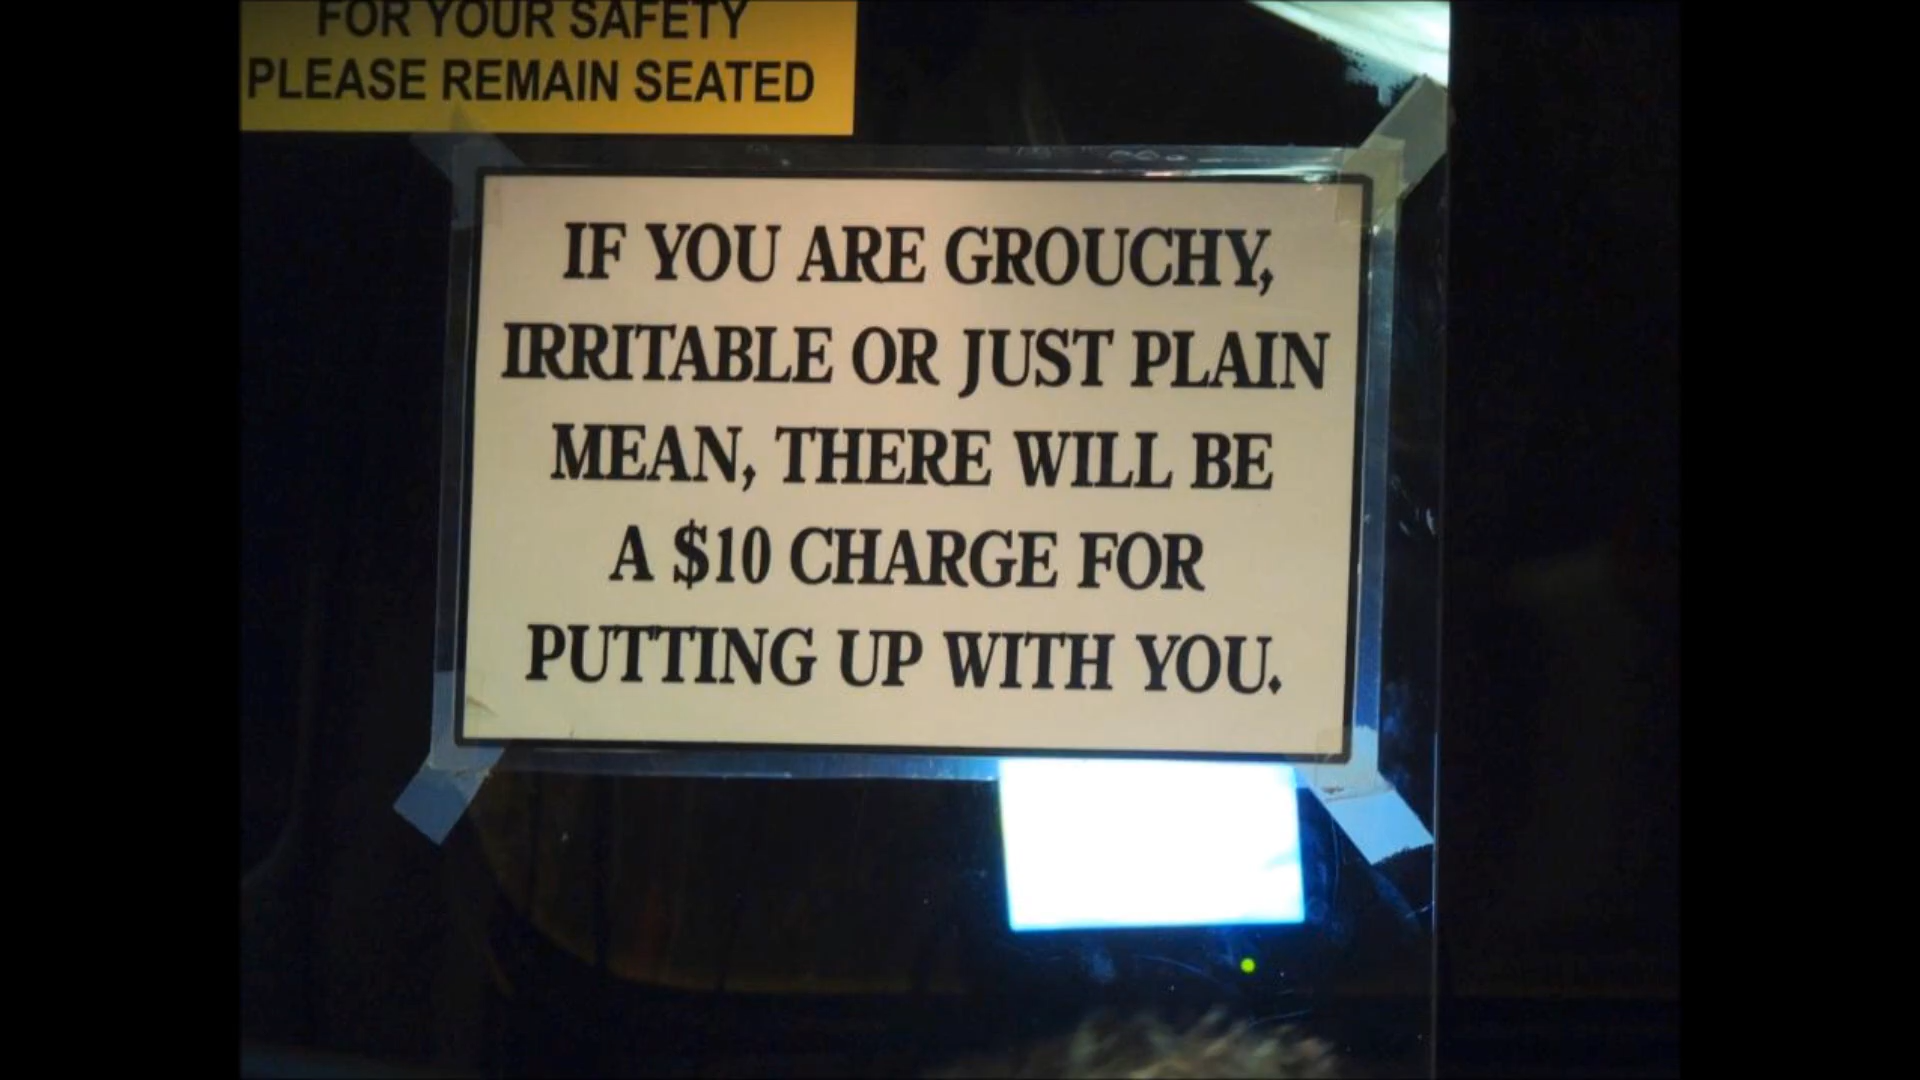 FOR YOUR SAFETY
PLEASE REMAIN SEATED
IF YOU ARE GROUCHY,
IRRITABLE OR JUST PLAIN
MEAN, THERE WILL BE
A $10 CHARGE FOR
PUTTING UP WITH YOU.